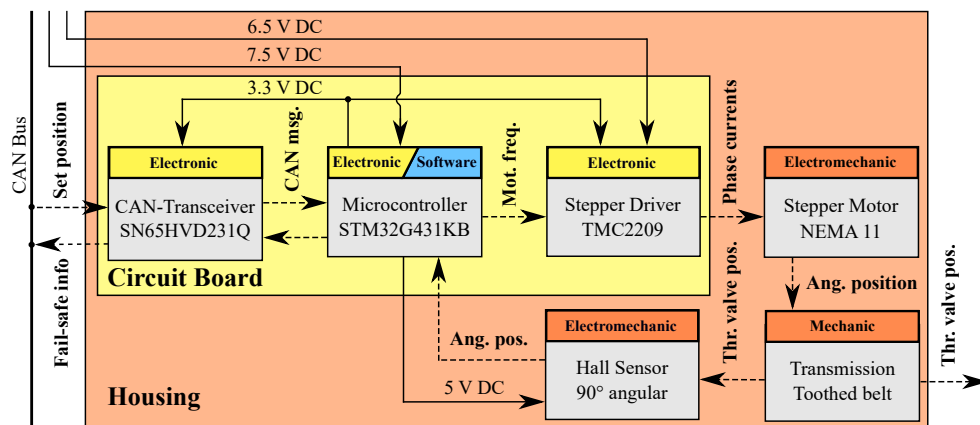 6.5 V DC
7.5 V DC
3.3 V DC
CAN Bus
Set position
Fail-safe info
CAN msg.
Mot. freq.
Phase currents
Electronic
Electronic
Software
Electronic
Electromechanic
CAN-Transceiver
SN65HVD231Q
Microcontroller
STM32G431KB
Stepper Driver
TMC2209
Stepper Motor
NEMA 11
Circuit Board
Ang. position
Thr. valve pos.
Thr. valve pos.
Ang. pos.
Electromechanic
Mechanic
Hall Sensor
90° angular
Transmission
Toothed belt
5 V DC
Housing